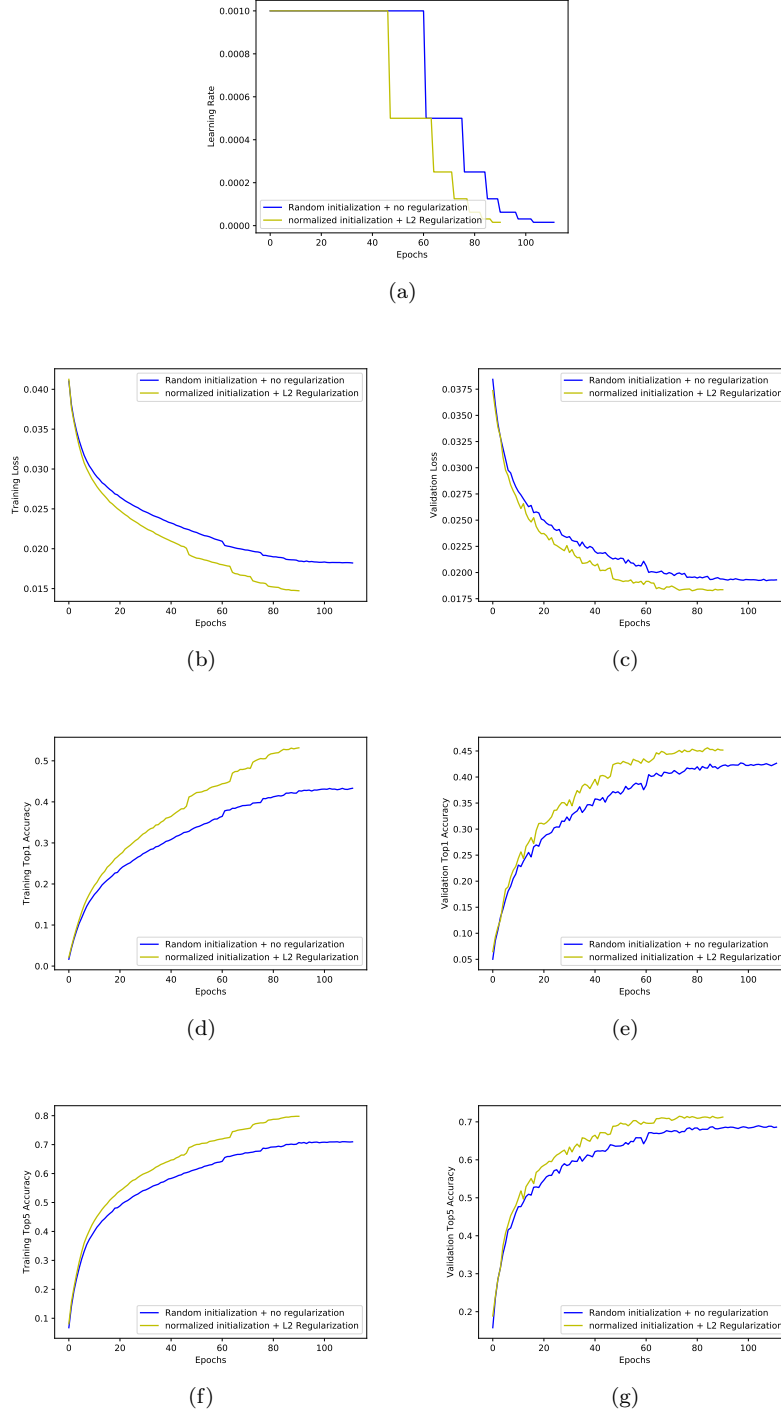 0.0010
0.0008
0.0006
0.0004
0.0002
0.0000
Learning Rate
Random initialization + no regularization
normalized initialization + L2 Regularization
0 20 40 60 80 100
Epochs
(a)
0.040
0.035
0.030
0.025
0.020
0.015
Training Loss
Random initialization + no regularization
normalized initialization + L2 Regularization
0 20 40 60 80 100
Epochs
(b)
0.0375
0.0350
0.0325
0.0300
0.0275
0.0250
0.0225
0.0200
0.0175
Validation Loss
Random initialization + no regularization
normalized initialization + L2 Regularization
0 20 40 60 80 100
Epochs
(c)
0.5
0.4
0.3
0.2
0.1
0.0
Training Top1 Accuracy
Random initialization + no regularization
normalized initialization + L2 Regularization
0 20 40 60 80 100
Epochs
(d)
0.45
0.40
0.35
0.30
0.25
0.20
0.15
0.10
0.05
Validation Top1 Accuracy
Random initialization + no regularization
normalized initialization + L2 Regularization
0 20 40 60 80 100
Epochs
(e)
0.8
0.7
0.6
0.5
0.4
0.3
0.2
0.1
Training Top5 Accuracy
Random initialization + no regularization
normalized initialization + L2 Regularization
0 20 40 60 80 100
Epochs
(f)
0.7
0.6
0.5
0.4
0.3
0.2
Validation Top5 Accuracy
Random initialization + no regularization
normalized initialization + L2 Regularization
0 20 40 60 80 100
Epochs
(g)